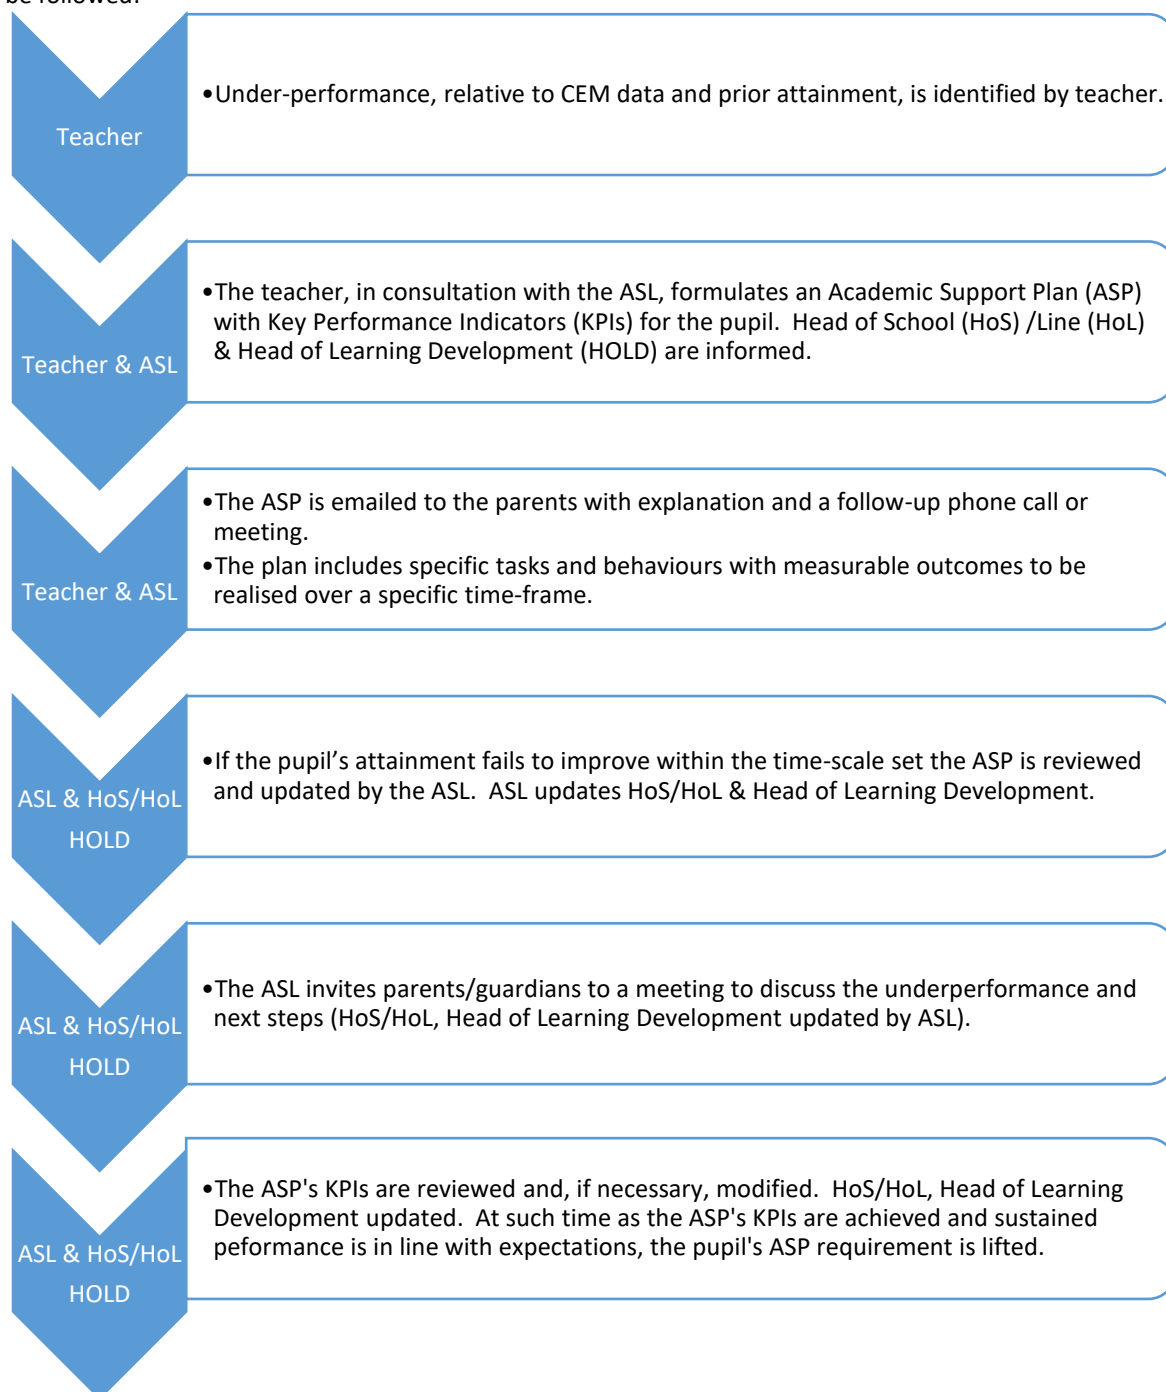 be followed:
Teacher
•Under-performance, relative to CEM data and prior attainment, is identified by teacher.
Teacher & ASL
•The teacher, in consultation with the ASL, formulates an Academic Support Plan (ASP)
with Key Performance Indicators (KPIs) for the pupil.  Head of School (HoS) /Line (HoL)
& Head of Learning Development (HOLD) are informed.
Teacher & ASL
•The ASP is emailed to the parents with explanation and a follow-up phone call or
meeting.
•The plan includes specific tasks and behaviours with measurable outcomes to be
realised over a specific time-frame.
ASL & HoS/HoL
HOLD
•If the pupil’s attainment fails to improve within the time-scale set the ASP is reviewed
and updated by the ASL.  ASL updates HoS/HoL & Head of Learning Development.
ASL & HoS/HoL
HOLD
•The ASL invites parents/guardians to a meeting to discuss the underperformance and
next steps (HoS/HoL, Head of Learning Development updated by ASL).
ASL & HoS/HoL
HOLD
•The ASP's KPIs are reviewed and, if necessary, modified.  HoS/HoL, Head of Learning
Development updated.  At such time as the ASP's KPIs are achieved and sustained
peformance is in line with expectations, the pupil's ASP requirement is lifted.